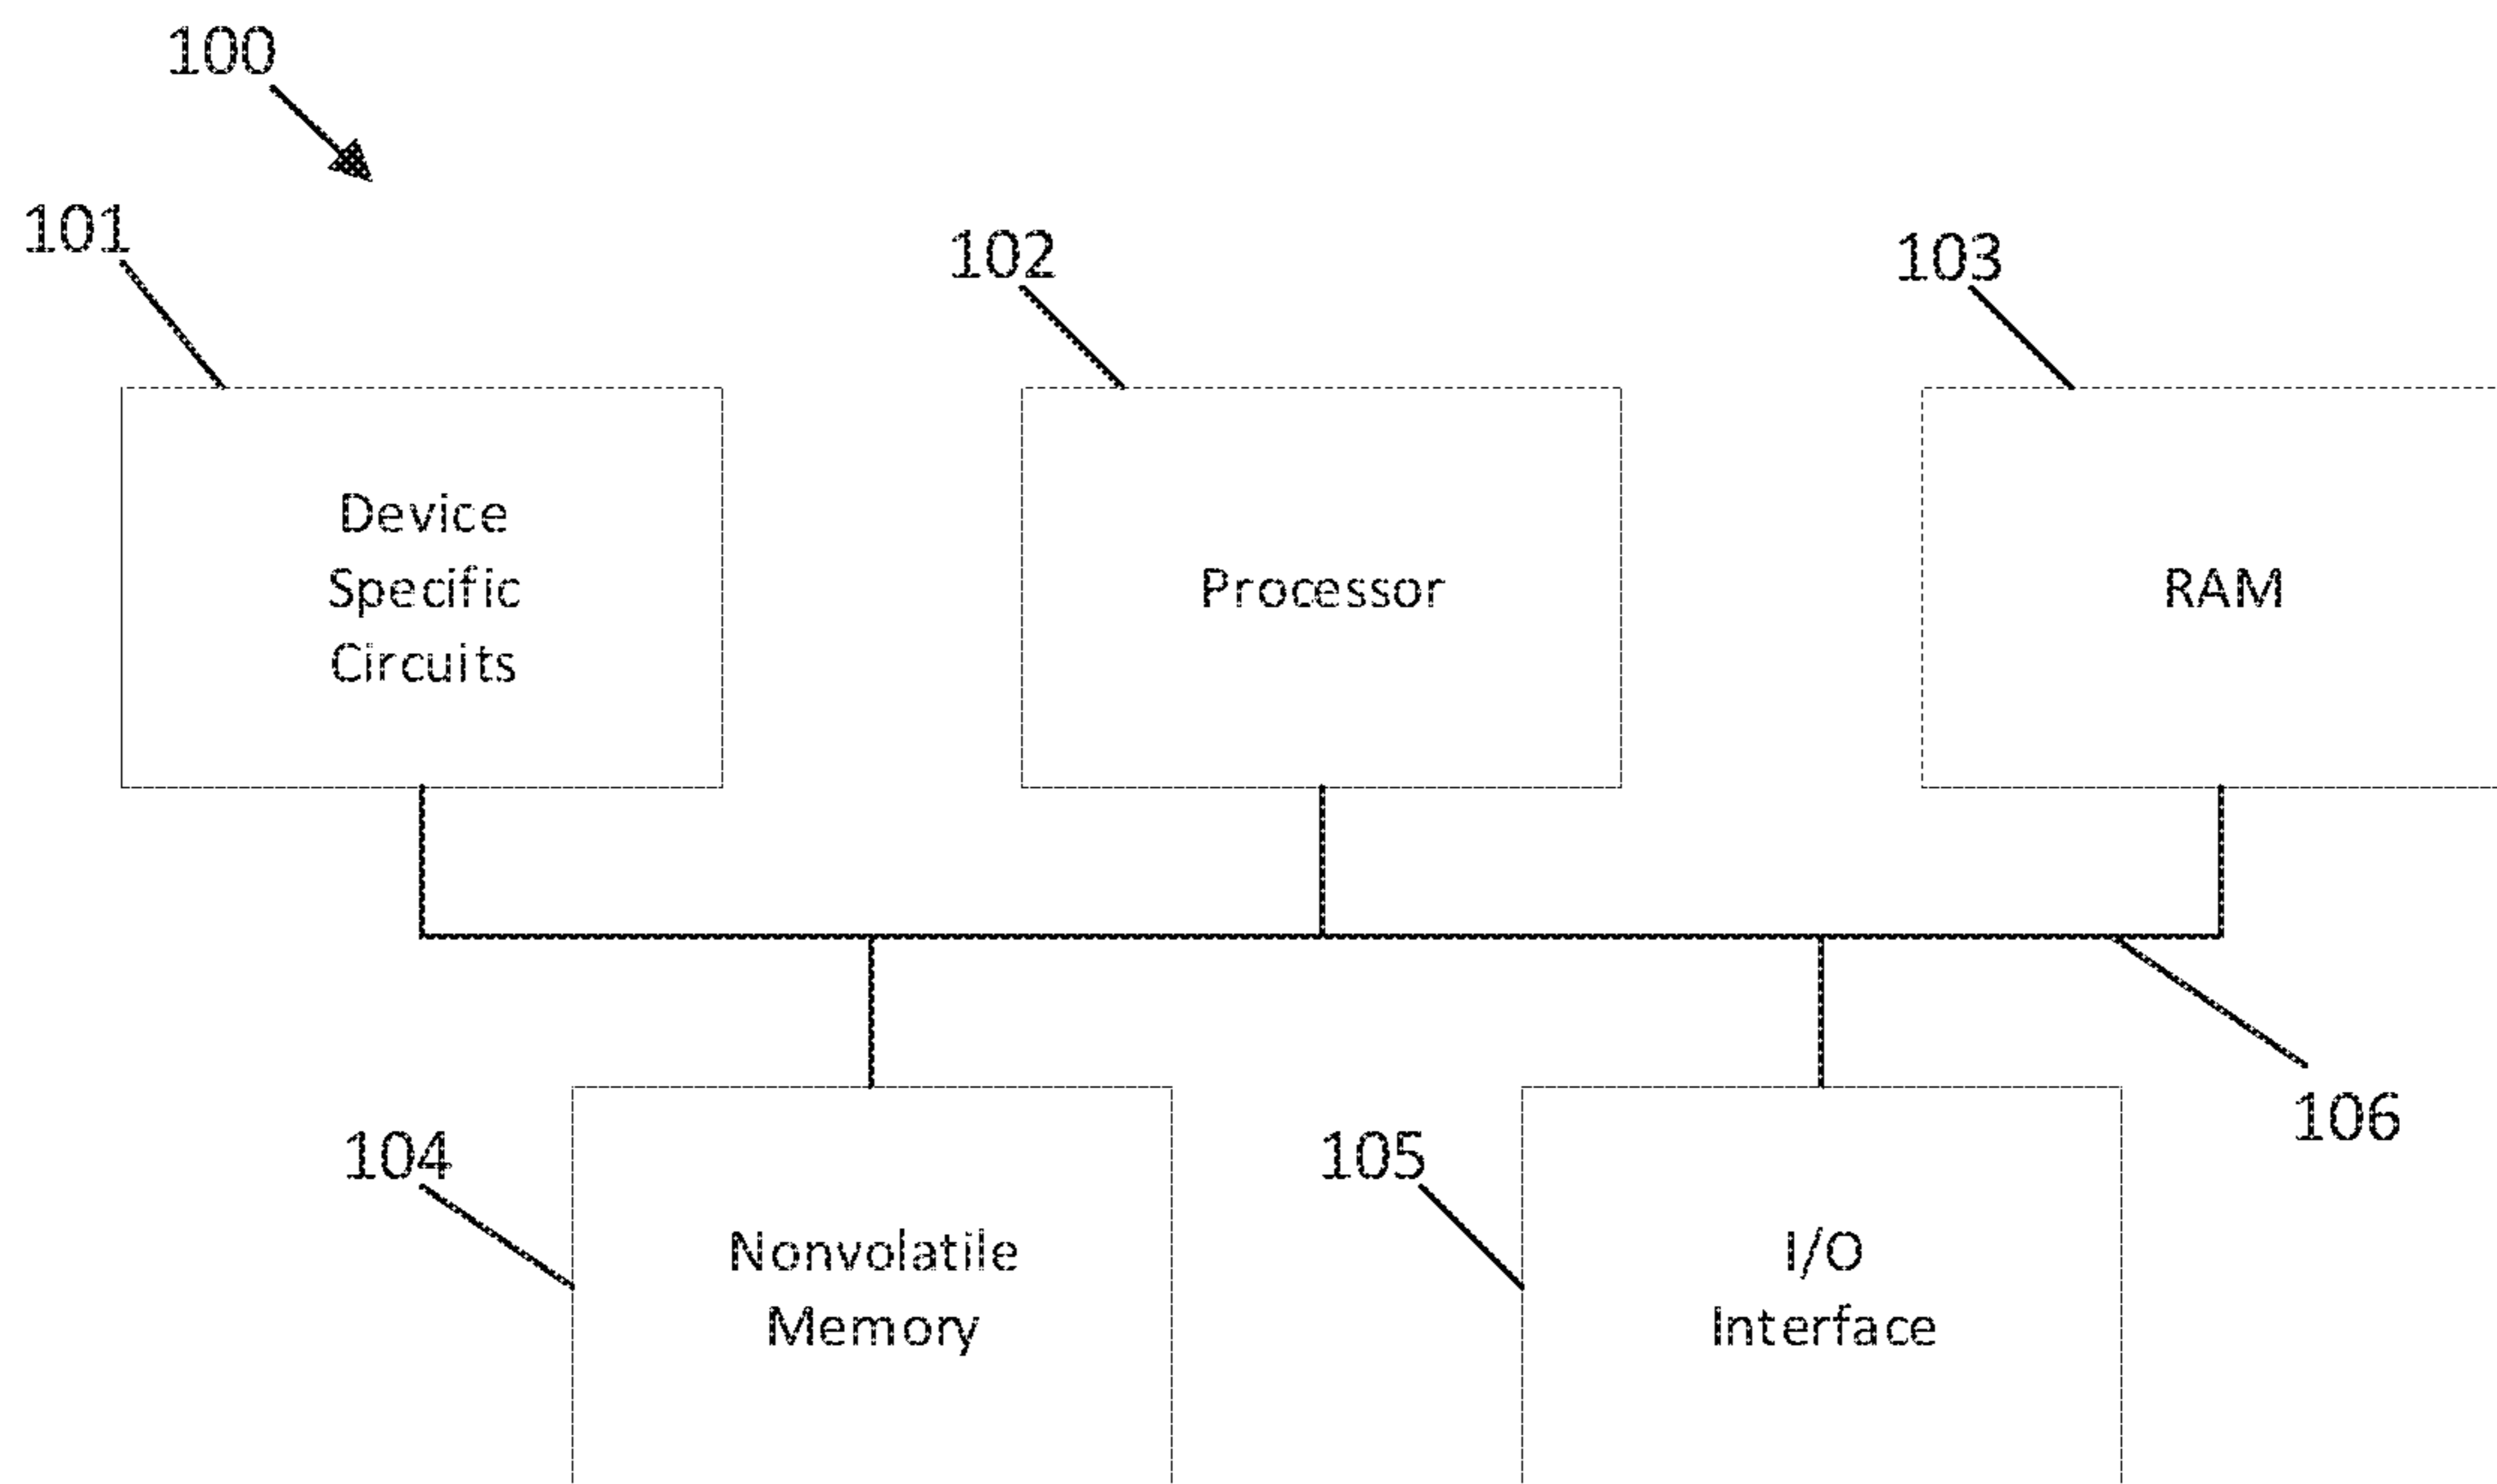 100
101
102
103
Device
Specific
Circuits
Processor
RAM
106
104
105
Nonvolatile
Memory
I/O
Interface